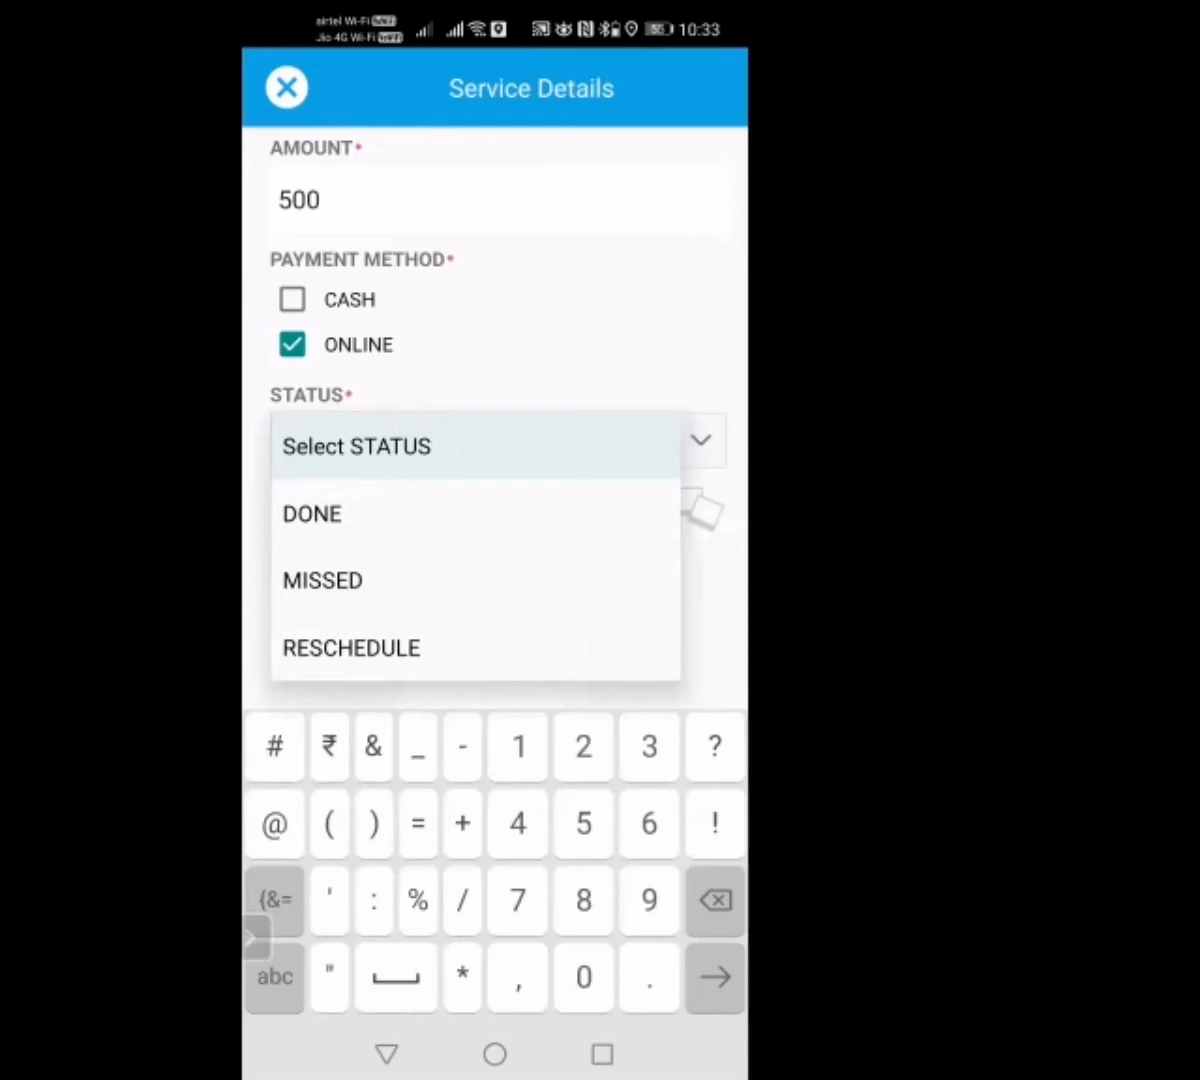 airtel Wi-Fi
Jio 4G Wi-Fi
10:33
Service Details
AMOUNT*
500
PAYMENT METHOD*
CASH
ONLINE
STATUS*
Select STATUS
DONE
MISSED
RESCHEDULE
# ₹ & _ - 1 2 3 ?
@ ( ) = + 4 5 6 !
{&= ' : % / 7 8 9
abc " * , 0 .